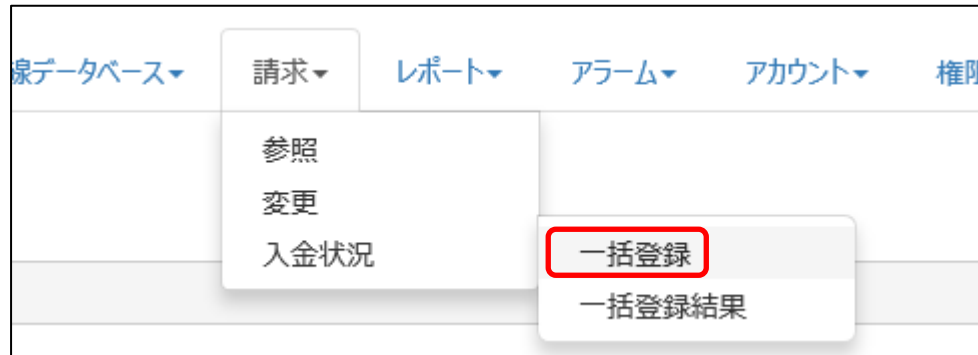 線データベース 請求 レポート アラーム アカウント 権限
参照
変更
入金状況
一括登録
一括登録結果